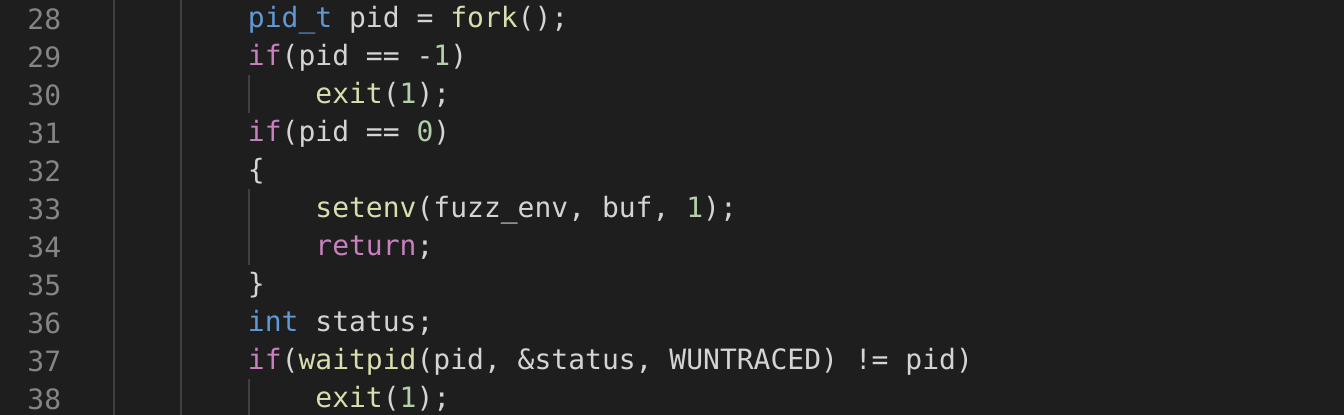 28 pid_t pid = fork();
29 if(pid == -1)
30 exit(1);
31 if(pid == 0)
32 {
33 setenv(fuzz_env, buf, 1);
34 return;
35 }
36 int status;
37 if(waitpid(pid, &status, WUNTRACED) != pid)
38 exit(1);